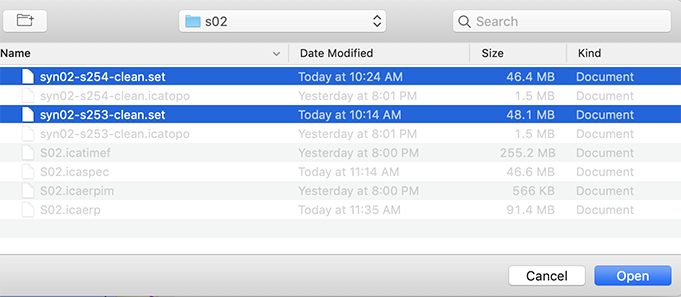 s02
Search
Name Date Modified Size Kind
syn02-s254-clean.set Today at 10:24 AM 46.4 MB Document
syn02-s254-clean.icatopo Yesterday at 8:01 PM 1.5 MB Document
syn02-s253-clean.set Today at 10:14 AM 48.1 MB Document
syn02-s253-clean.icatopo Yesterday at 8:01 PM 1.5 MB Document
S02.icatimef Yesterday at 8:00 PM 255.2 MB Document
S02.icaspec Today at 11:14 AM 46.6 MB Document
S02.icaerpim Yesterday at 8:00 PM 566 KB Document
S02.icaerp Today at 11:35 AM 91.4 MB Document
Cancel Open